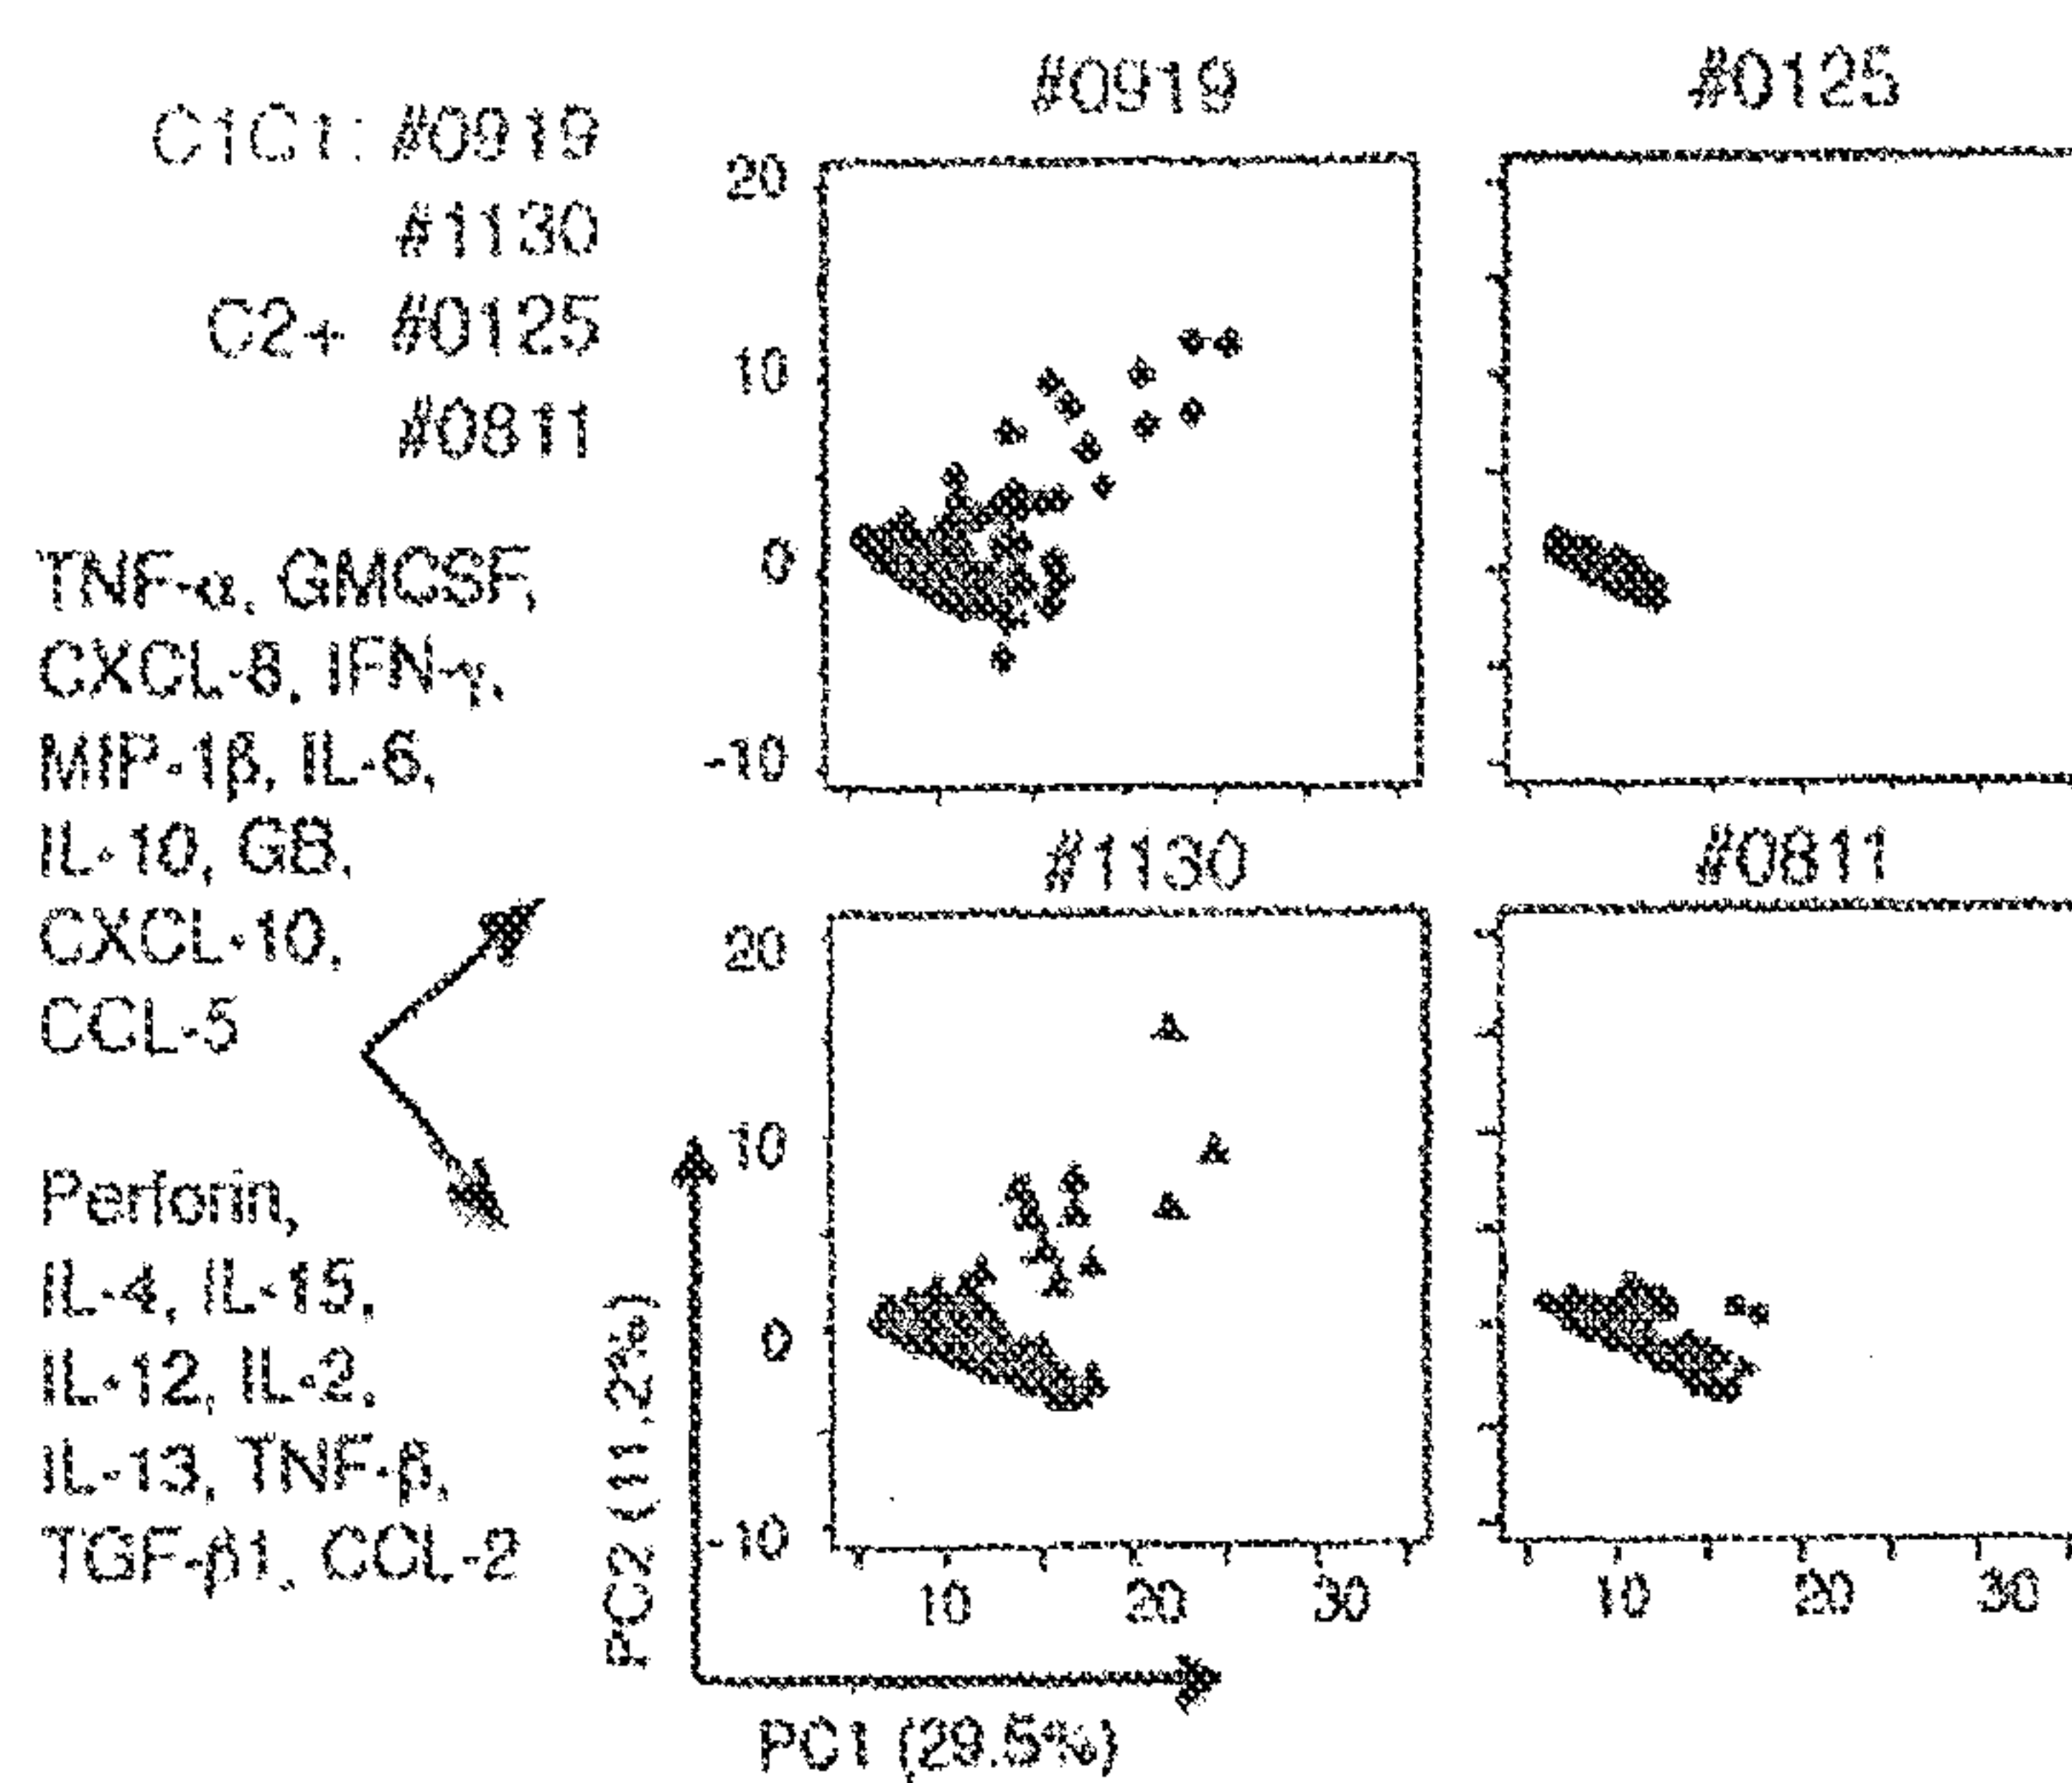 C1C1: #0919
#1130
C2+ #0125
#0811
TNF-α, GMCSF,
CXCL-8, IFN-γ,
MIP-1β, IL-6,
IL-10, GB,
CXCL-10,
CCL-5
Perforin,
IL-4, IL-15,
IL-12, IL-2,
IL-13, TNF-β,
TGF-β1, CCL-2
#0919
20
10
0
-10
#0125
#1130
20
10
0
-10
10 20 30
#0811
10 20 30
PC2 (11.2%)
PC1 (29.5%)